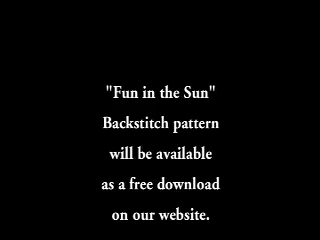 "Fun in the Sun"
Backstitch pattern
will be available
as a free download
on our website.